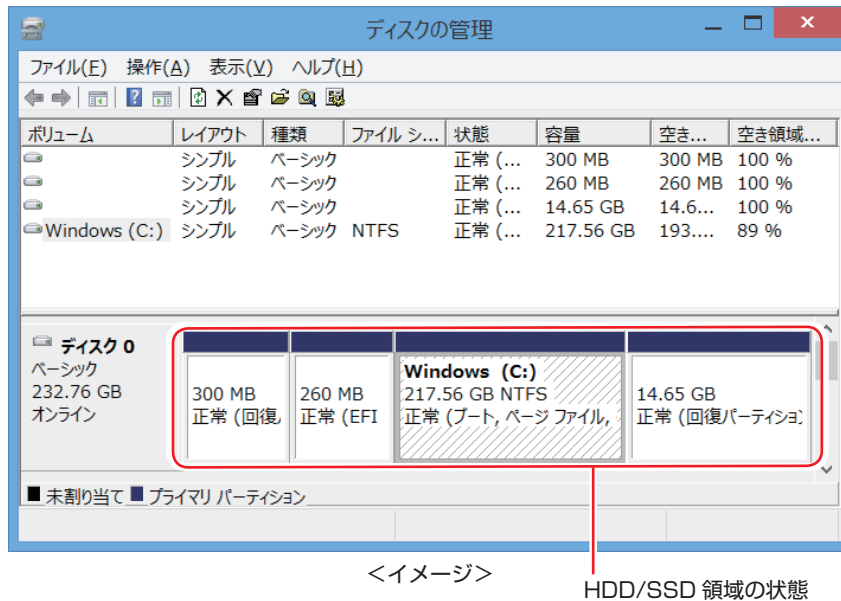 ディスクの管理
ファイル(F) 操作(A) 表示(V) ヘルプ(H)
ボリューム レイアウト 種類 ファイル シ... 状態 容量 空き... 空き領域...
シンプル ベーシック 正常 (... 300 MB 300 MB 100 %
シンプル ベーシック 正常 (... 260 MB 260 MB 100 %
シンプル ベーシック 正常 (... 14.65 GB 14.6... 100 %
Windows (C:) シンプル ベーシック NTFS 正常 (... 217.56 GB 193.... 89 %
ディスク 0
ベーシック
232.76 GB
オンライン
300 MB
正常 (回復
260 MB
正常 (EFI
Windows (C:)
217.56 GB NTFS
正常 (ブート, ページ ファイル,
14.65 GB
正常 (回復パーティション
未割り当て プライマリ パーティション
<イメージ>
HDD/SSD 領域の状態